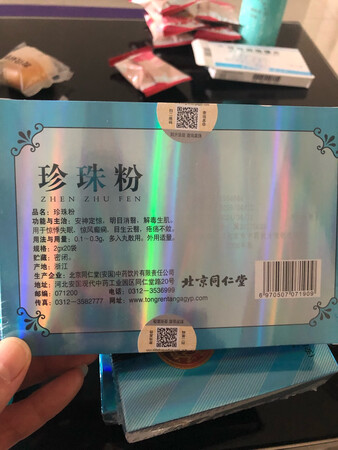 珍珠粉
ZHEN ZHU FEN
品名：珍珠粉
功能与主治：安神定惊，明目消翳，解毒生肌。
用于惊悸失眠，惊风癫痫，目生云翳，疮疡不敛。
用法与用量：0.1—0.3g，多入丸散用。外用适量。
规格：2gx20袋
贮藏：密闭。
产地：浙江
生产企业：北京同仁堂(安国)中药饮片有限责任公司
地址：河北安国现代中药工业园区同仁堂路20号
邮编：071200
电话：0312—3536999
传真：0312—3562777
网址：www.tongrentangagyp.com
北京同仁堂
6970507071909